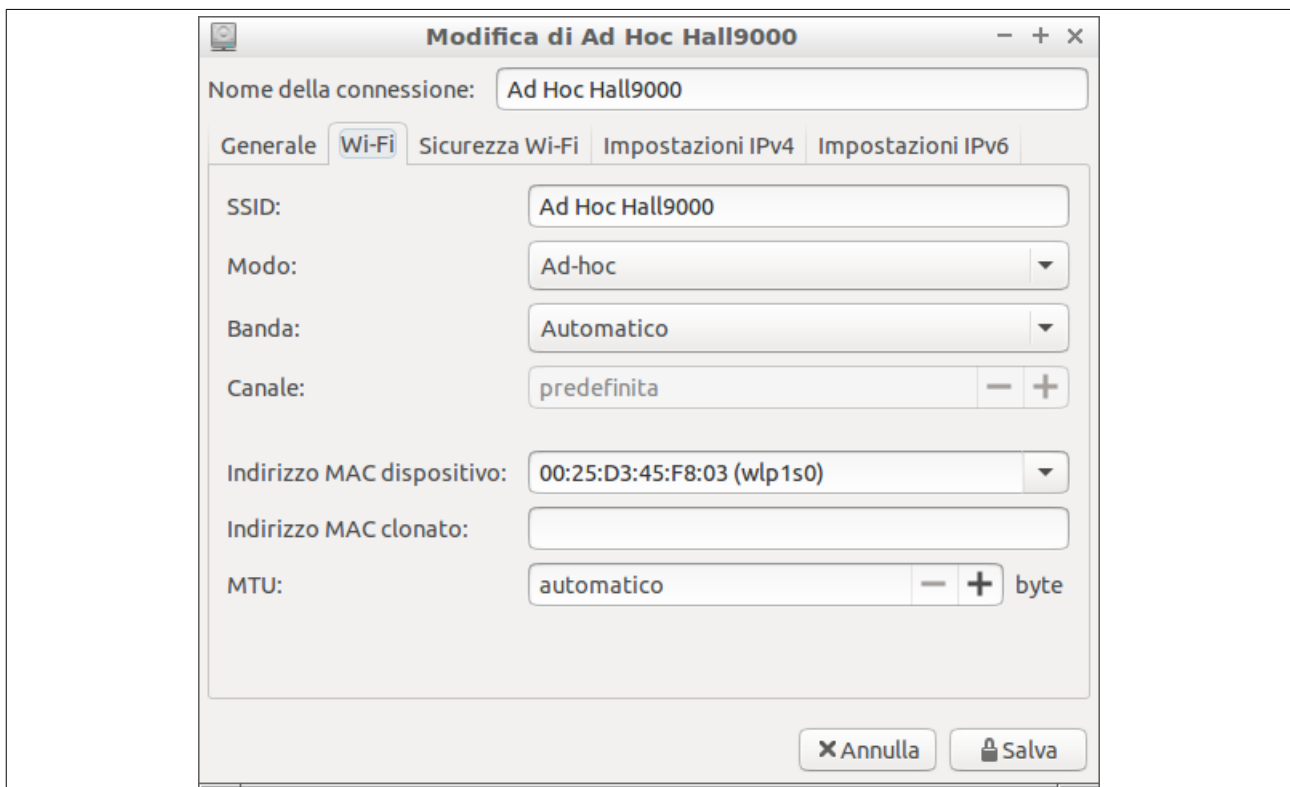 Modifica di Ad Hoc Hall9000
Nome della connessione: Ad Hoc Hall9000
Generale Wi-Fi Sicurezza Wi-Fi Impostazioni IPv4 Impostazioni IPv6
SSID: Ad Hoc Hall9000
Modo: Ad-hoc
Banda: Automatico
Canale: predefinita
Indirizzo MAC dispositivo: 00:25:D3:45:F8:03 (wlp1s0)
Indirizzo MAC clonato:
MTU: automatico byte
Annulla Salva